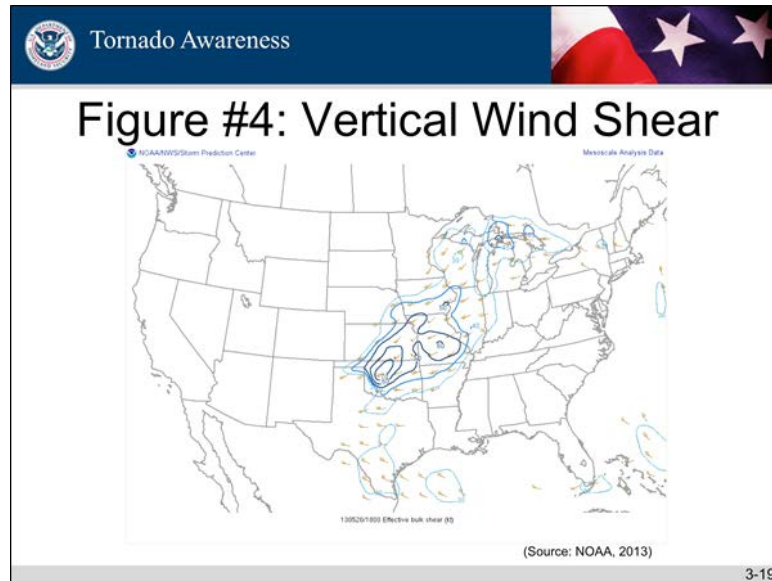 Tornado Awareness
Figure #4: Vertical Wind Shear
NOAA/NWS/Storm Prediction Center
Mesoscale Analysis Data
130520/1800 Effective bulk shear (kt)
(Source: NOAA, 2013)
3-19